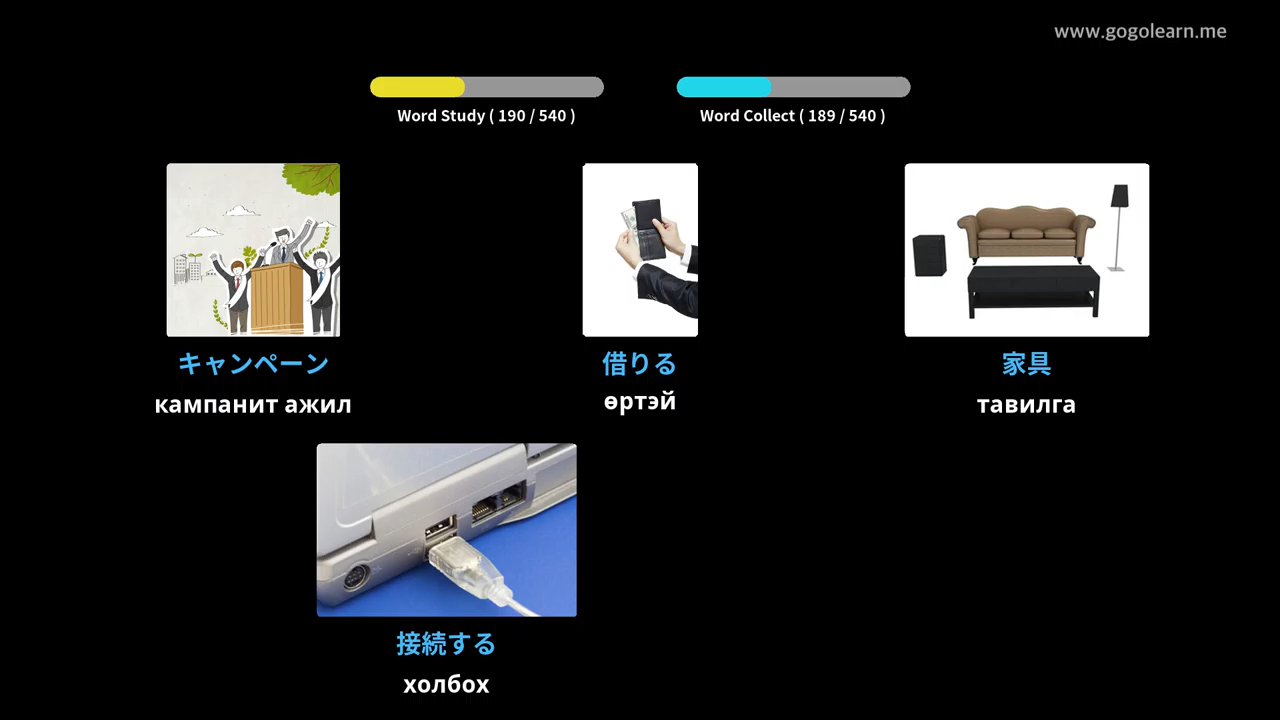 www.gogolearn.me
Word Study ( 190 / 540 )
Word Collect ( 189 / 540 )
キャンペーン
кампанит ажил
借りる
өртэй
家具
тавилга
接続する
холбох